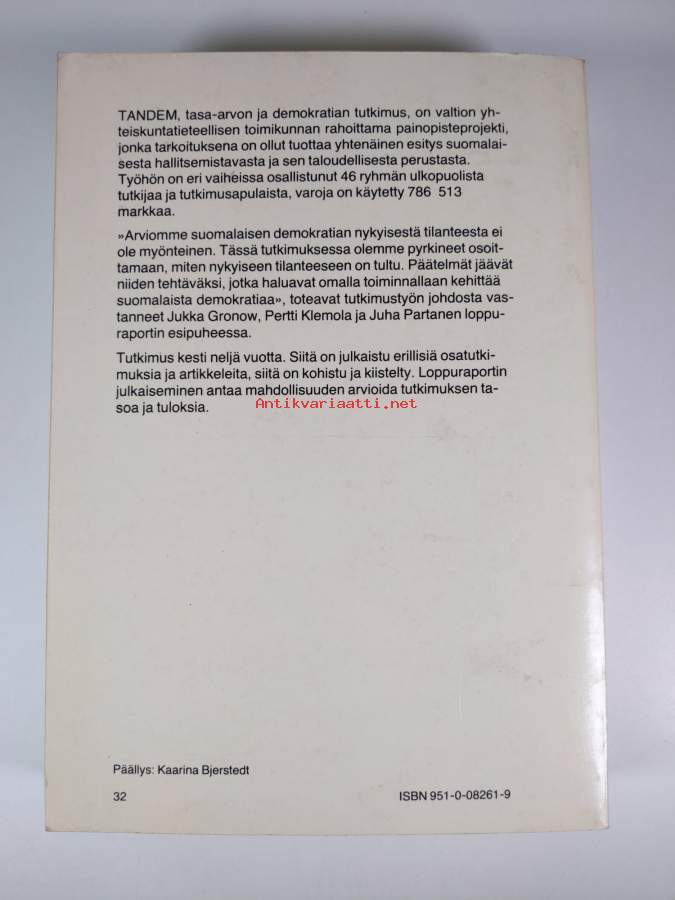 TANDEM, tasa-arvon ja demokratian tutkimus, on valtion yh-
teiskuntatieteellisen toimikunnan rahoittama painopisteprojekti,
jonka tarkoituksena on ollut tuottaa yhtenäinen esitys suomalai-
sesta hallitsemistavasta ja sen taloudellisesta perustasta.
Työhön on eri vaiheissa osallistunut 46 ryhmän ulkopuolista
tutkijaa ja tutkimusapulaista, varoja on käytetty 786 513
markkaa.
»Arviomme suomalaisen demokratian nykyisestä tilanteesta ei
ole myönteinen. Tässä tutkimuksessa olemme pyrkineet osoit-
tamaan, miten nykyiseen tilanteeseen on tultu. Päätelmät jäävät
niiden tehtäväksi, jotka haluavat omalla toiminnallaan kehittää
suomalaista demokratiaa», toteavat tutkimustyön johdosta vas-
tanneet Jukka Gronow, Pertti Klemola ja Juha Partanen loppu-
raportin esipuheessa.
Tutkimus kesti neljä vuotta. Siitä on julkaistu erillisiä osatutki-
muksia ja artikkeleita, siitä on kohistu ja kiistelty. Loppuraportin
julkaiseminen antaa mahdollisuuden arvioida tutkimuksen ta-
soa ja tuloksia.
Antikvariaatti.net
Päällys: Kaarina Bjerstedt
32 ISBN 951-0-08261-9